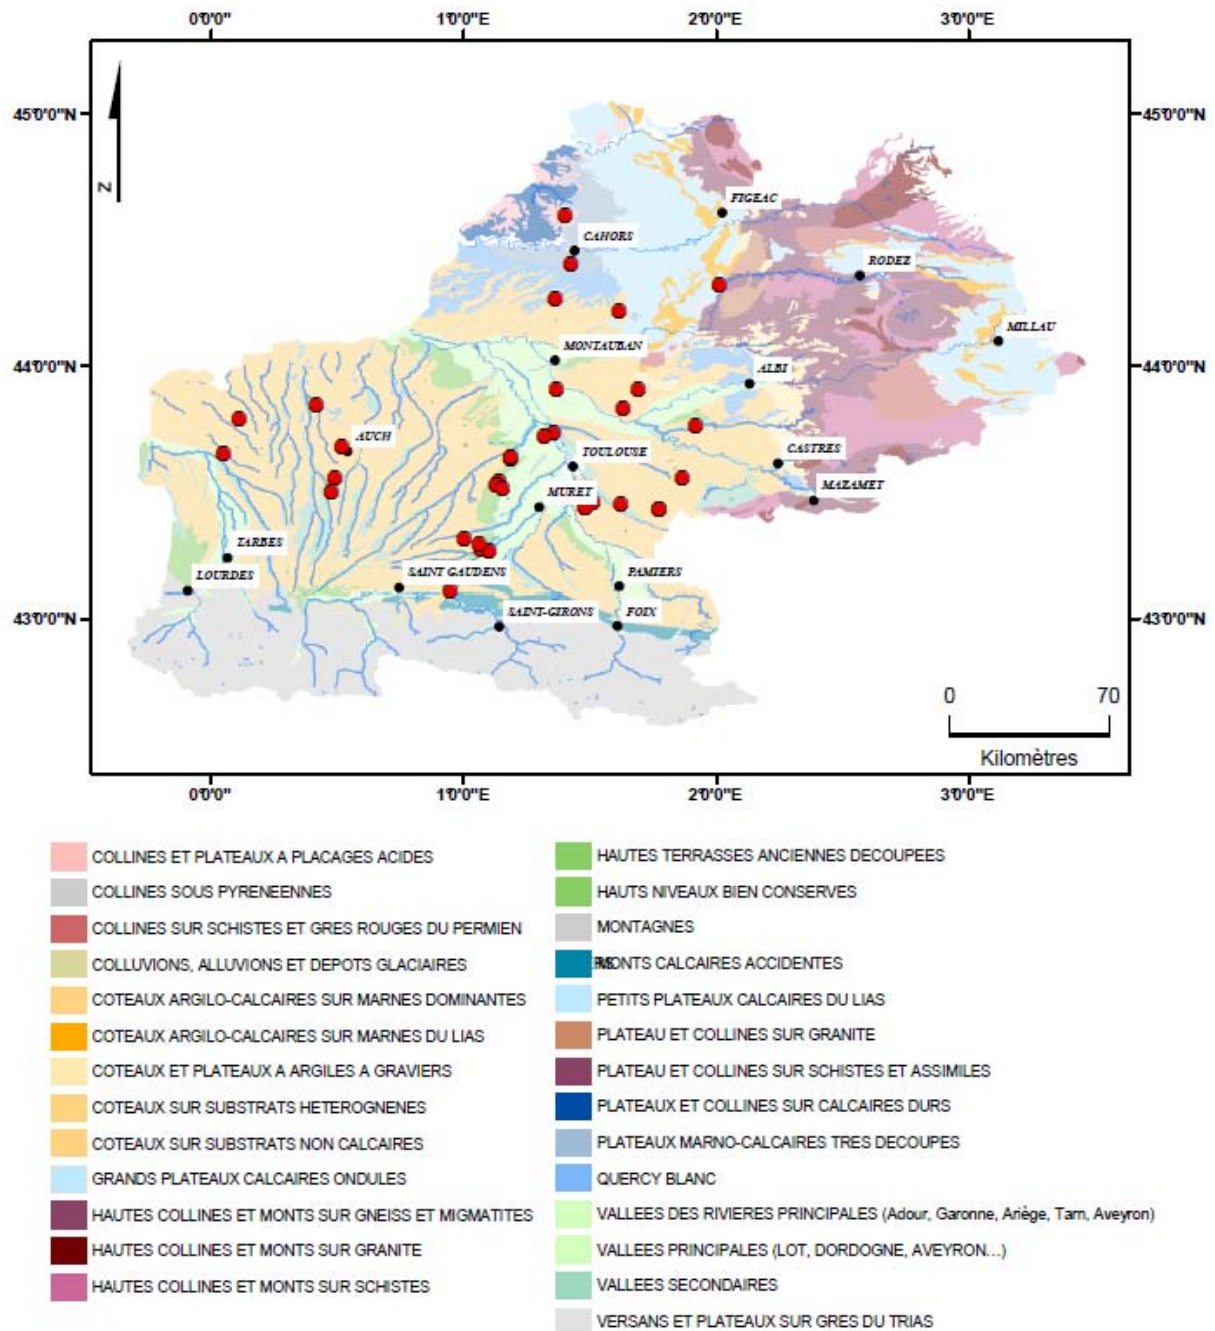 0°0'0"
1°0'0"E
2°0'0"E
3°0'0"E
45°0'0"N
45°0'0"N
N
FIGEAC
CAHORS
RODEZ
MILLAU
44°0'0"N
44°0'0"N
MONTAUBAN
ALBI
AUCH
TOULOUSE
CASTRES
MURET
MAZAMET
TARBES
LOURDES
SAINT GAUDENS
PAMIERS
SAINT-GIRONS
FOIX
43°0'0"N
43°0'0"N
0
70
Kilomètres
0°0'0"
1°0'0"E
2°0'0"E
3°0'0"E
COLLINES ET PLATEAUX A PLACAGES ACIDES
COLLINES SOUS PYRENEENNES
COLLINES SUR SCHISTES ET GRES ROUGES DU PERMIEN
COLLUVIONS, ALLUVIONS ET DEPOTS GLACIAIRES
COTEAUX ARGILO-CALCAIRES SUR MARNES DOMINANTES
COTEAUX ARGILO-CALCAIRES SUR MARNES DU LIAS
COTEAUX ET PLATEAUX A ARGILES A GRAVIERS
COTEAUX SUR SUBSTRATS HETEROGNENES
COTEAUX SUR SUBSTRATS NON CALCAIRES
GRANDS PLATEAUX CALCAIRES ONDULES
HAUTES COLLINES ET MONTS SUR GNEISS ET MIGMATITES
HAUTES COLLINES ET MONTS SUR GRANITE
HAUTES COLLINES ET MONTS SUR SCHISTES
HAUTES TERRASSES ANCIENNES DECOUPEES
HAUTS NIVEAUX BIEN CONSERVES
MONTAGNES
MONTS CALCAIRES ACCIDENTES
PETITS PLATEAUX CALCAIRES DU LIAS
PLATEAU ET COLLINES SUR GRANITE
PLATEAU ET COLLINES SUR SCHISTES ET ASSIMILES
PLATEAUX ET COLLINES SUR CALCAIRES DURS
PLATEAUX MARNO-CALCAIRES TRES DECOUPES
QUERCY BLANC
VALLEES DES RIVIERES PRINCIPALES (Adour, Garonne, Ariège, Tarn, Aveyron)
VALLEES PRINCIPALES (LOT, DORDOGNE, AVEYRON...)
VALLEES SECONDAIRES
VERSANS ET PLATEAUX SUR GRES DU TRIAS